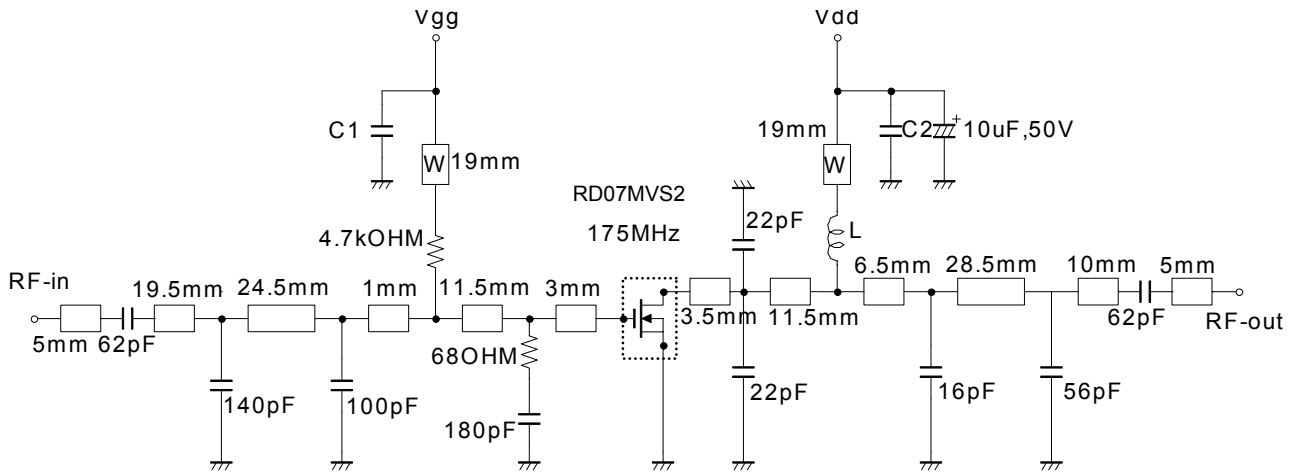 Vgg
Vdd
C1
W 19mm
19mm W
C2
+ 10uF,50V
RD07MVS2
175MHz
22pF
L
4.7kOHM
RF-in
19.5mm
24.5mm
1mm
11.5mm
3mm
3.5mm
11.5mm
6.5mm
28.5mm
10mm
5mm
5mm
62pF
68OHM
62pF
RF-out
140pF
100pF
180pF
22pF
16pF
56pF